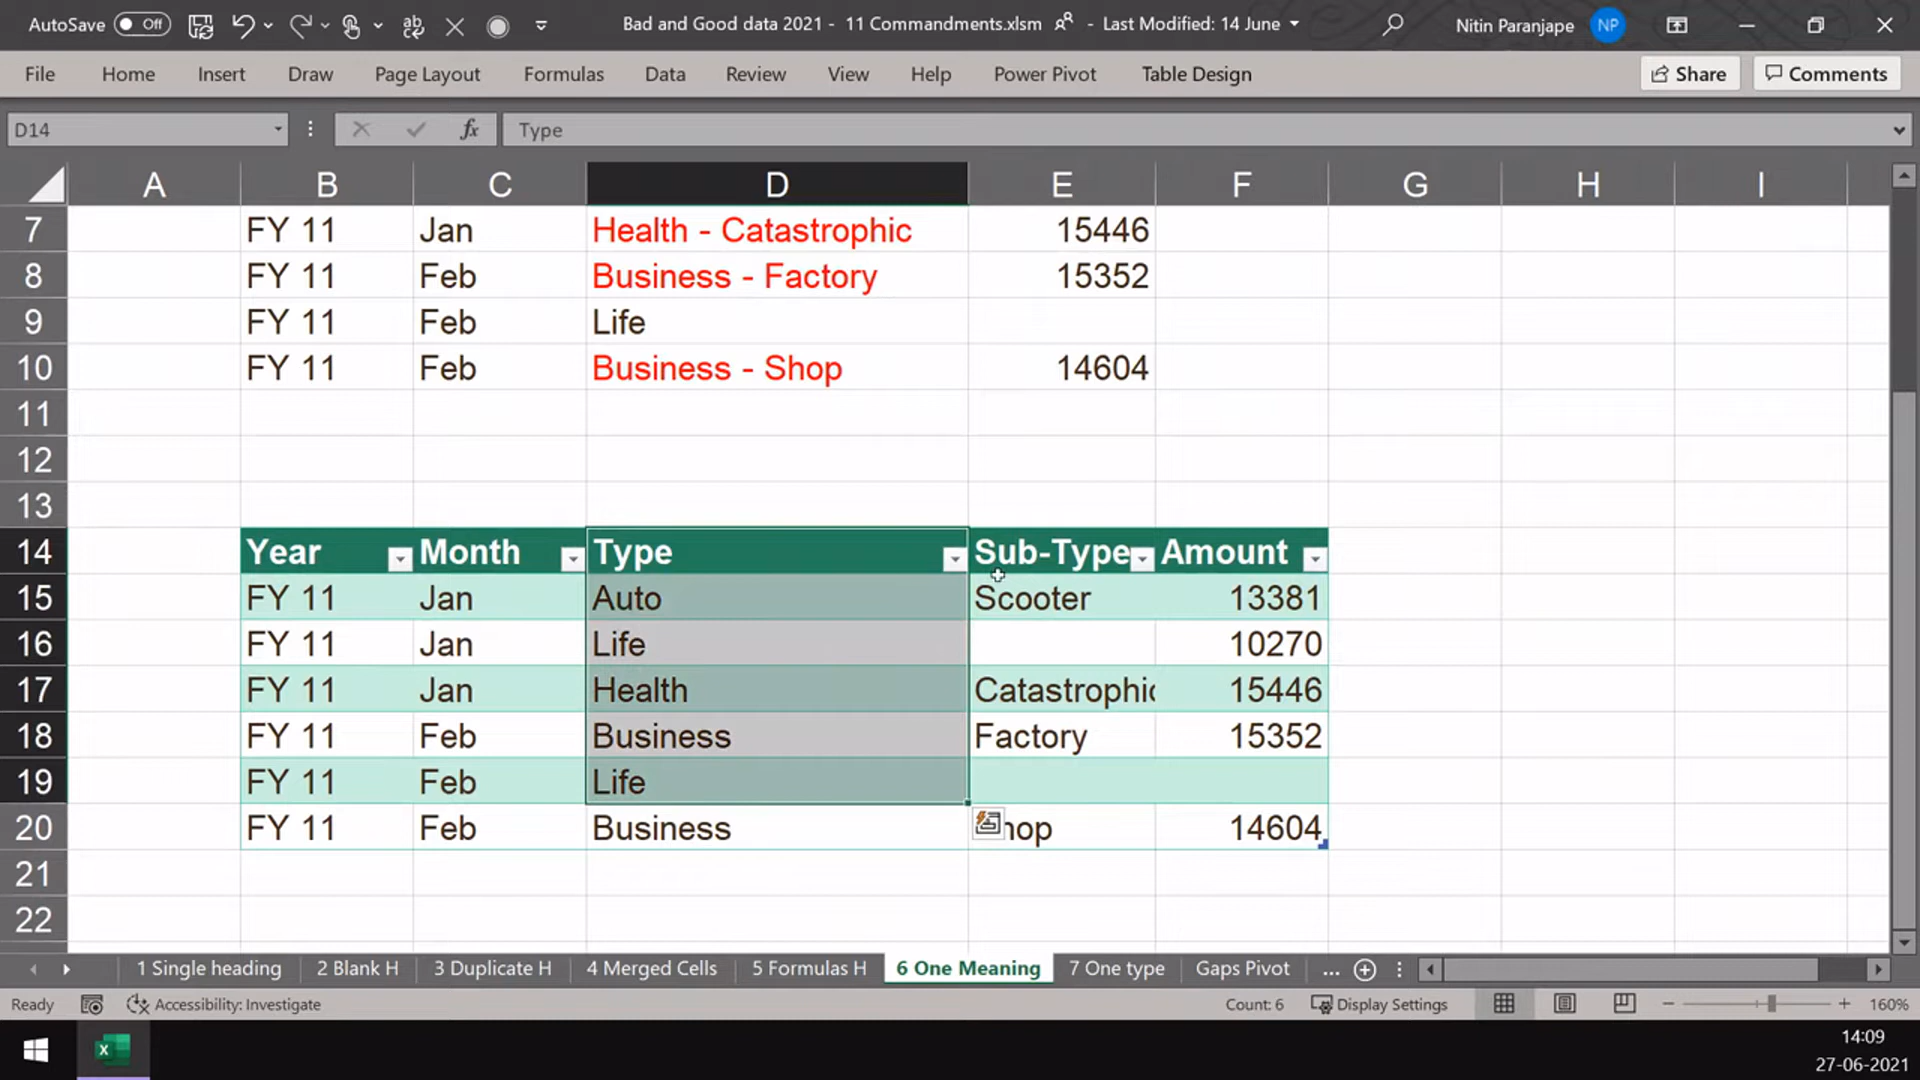 AutoSave Off Bad and Good data 2021 - 11 Commandments.xlsm - Last Modified: 14 June Nitin Paranjape NP
File Home Insert Draw Page Layout Formulas Data Review View Help Power Pivot Table Design Share Comments
D14 fx Type
A B C D E F G H I
7 FY 11 Jan Health - Catastrophic 15446
8 FY 11 Feb Business - Factory 15352
9 FY 11 Feb Life
10 FY 11 Feb Business - Shop 14604
11
12
13
14 Year Month Type Sub-Type Amount
15 FY 11 Jan Auto Scooter 13381
16 FY 11 Jan Life 10270
17 FY 11 Jan Health Catastrophic 15446
18 FY 11 Feb Business Factory 15352
19 FY 11 Feb Life
20 FY 11 Feb Business hop 14604
21
22
1 Single heading 2 Blank H 3 Duplicate H 4 Merged Cells 5 Formulas H 6 One Meaning 7 One type Gaps Pivot ...
Ready Accessibility: Investigate Count: 6 Display Settings 160%
14:09
27-06-2021